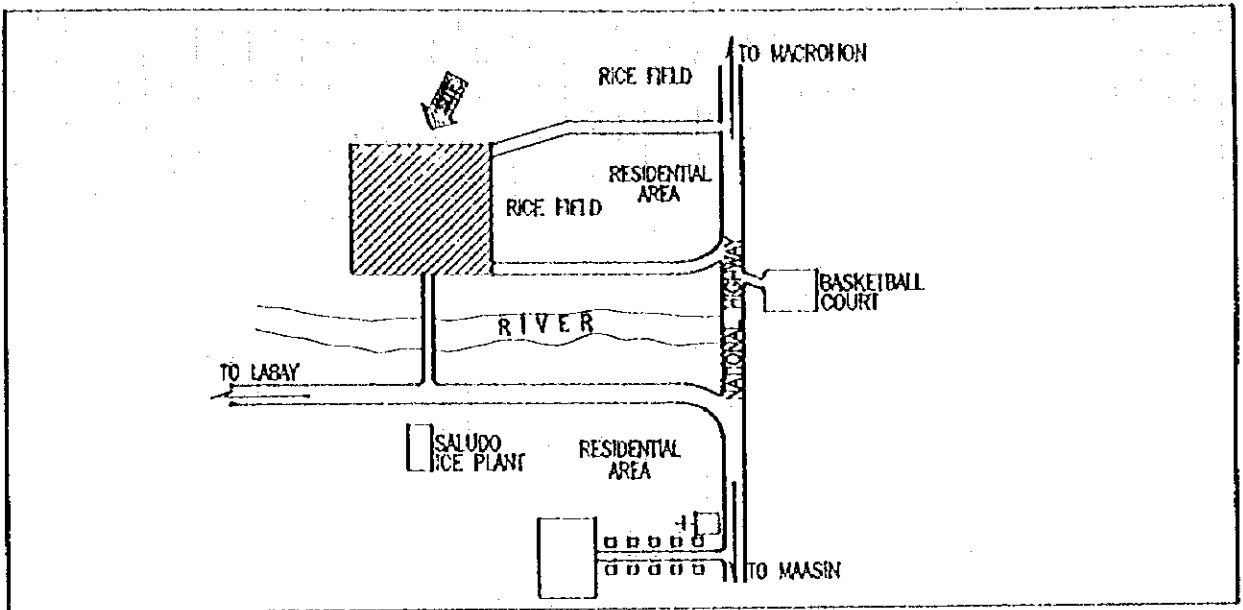 TO MACROHON
RICE FIELD
SITE
RESIDENTIAL
AREA
RICE FIELD
NATIONAL HIGHWAY
BASKETBALL
COURT
RIVER
TO LABAY
SALUDO
ICE PLANT
RESIDENTIAL
AREA
TO MAASIN